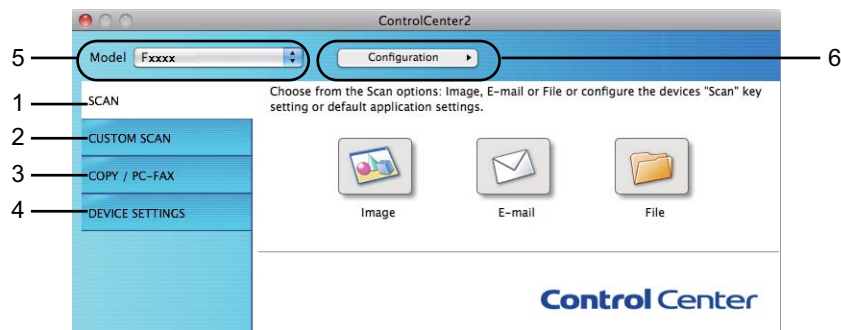 ControlCenter2
5
Model Fxxxx
Configuration
6
1
SCAN
Choose from the Scan options: Image, E-mail or File or configure the devices "Scan" key
setting or default application settings.
2
CUSTOM SCAN
3
COPY / PC-FAX
4
DEVICE SETTINGS
Image
E-mail
File
Control Center